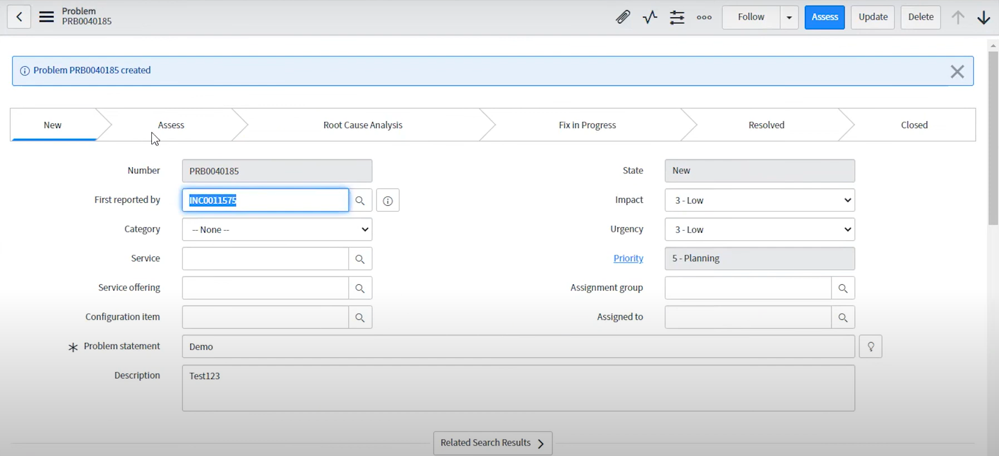 Problem
PRB0040185
Follow
Assess
Update
Delete
Problem PRB0040185 created
New
Assess
Root Cause Analysis
Fix in Progress
Resolved
Closed
Number
PRB0040185
State
New
First reported by
INC0011575
Impact
3 - Low
Category
-- None --
Urgency
3 - Low
Service
Priority
5 - Planning
Service offering
Assignment group
Configuration item
Assigned to
Problem statement
Demo
Description
Test123
Related Search Results